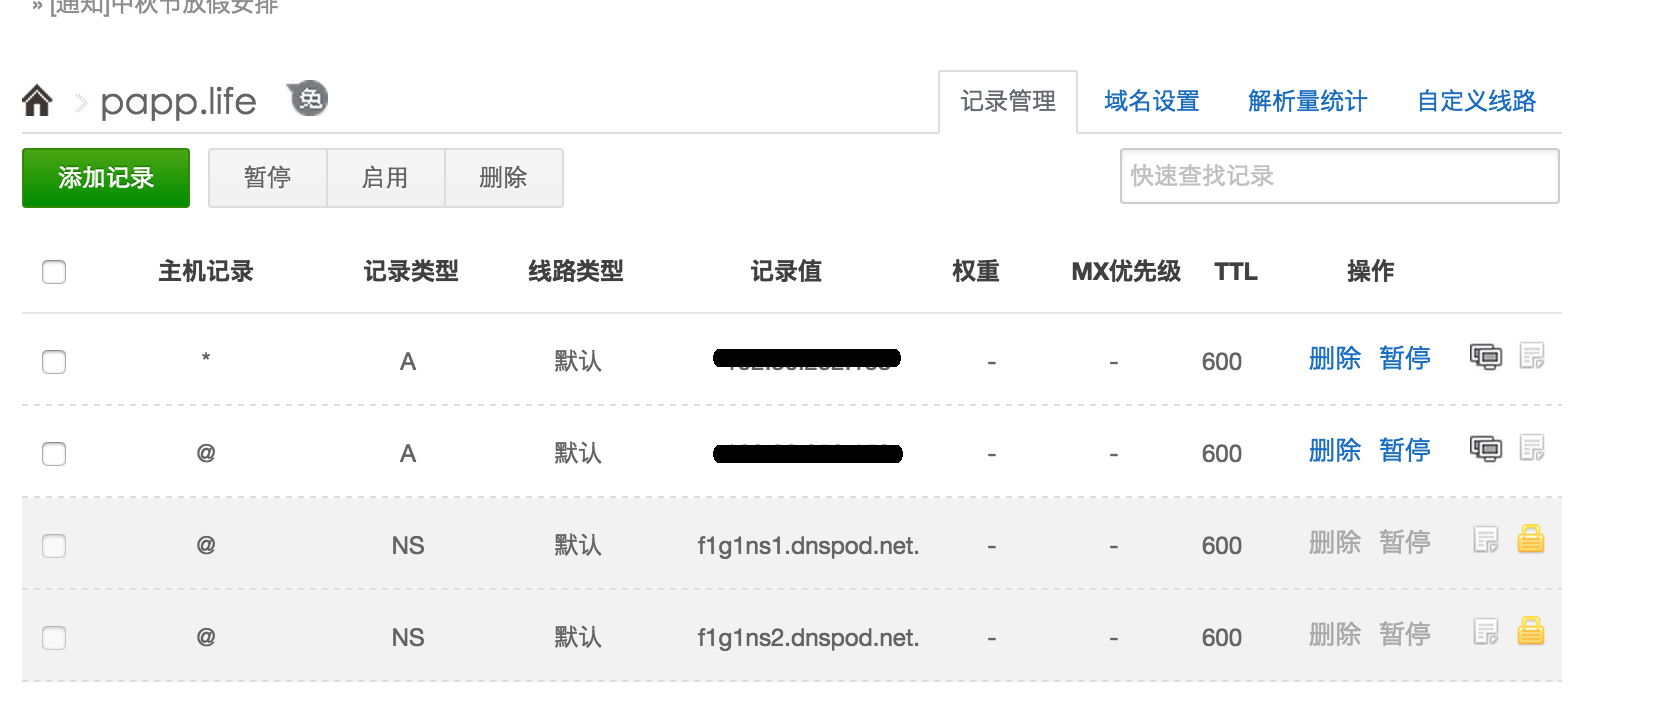 » [通知]中秋节放假安排
papp.life 免
记录管理 域名设置 解析量统计 自定义线路
添加记录 暂停 启用 删除 快速查找记录
主机记录 记录类型 线路类型 记录值 权重 MX优先级 TTL 操作
* A 默认 - - 600 删除 暂停
@ A 默认 - - 600 删除 暂停
@ NS 默认 f1g1ns1.dnspod.net. - - 600 删除 暂停
@ NS 默认 f1g1ns2.dnspod.net. - - 600 删除 暂停